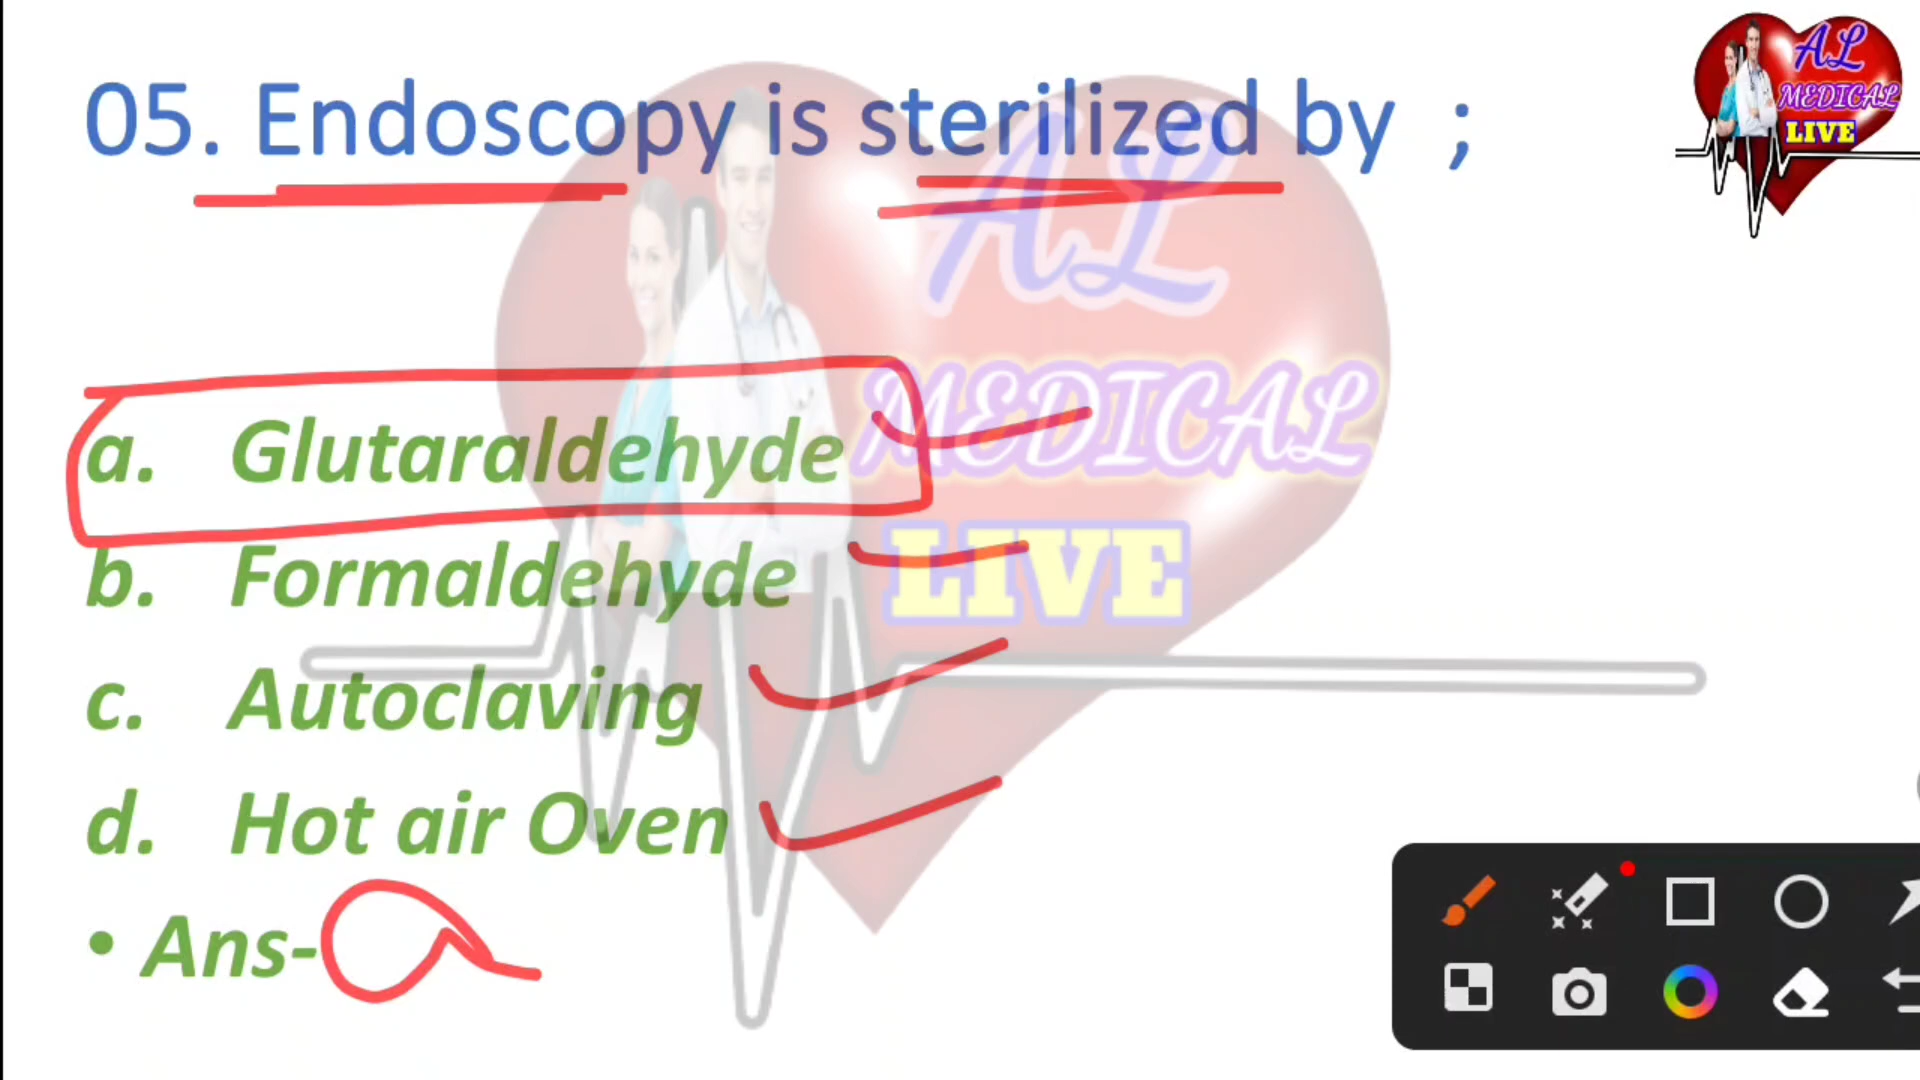 05. Endoscopy is sterilized by ;
a. Glutaraldehyde
b. Formaldehyde
c. Autoclaving
d. Hot air Oven
• Ans- a
AL
MEDICAL
LIVE
AL
MEDICAL
LIVE